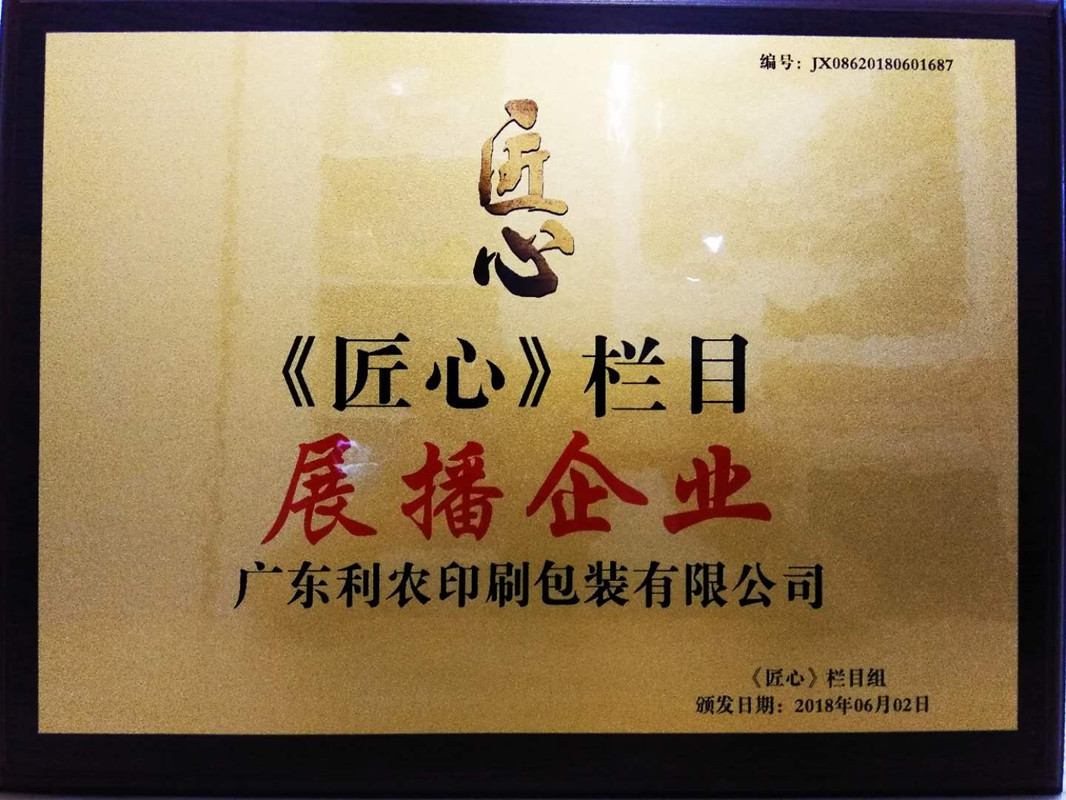 编号：JX08620180601687
匠
心
《匠心》栏目
展播企业
广东利农印刷包装有限公司
《匠心》栏目组
颁发日期：2018年06月02日